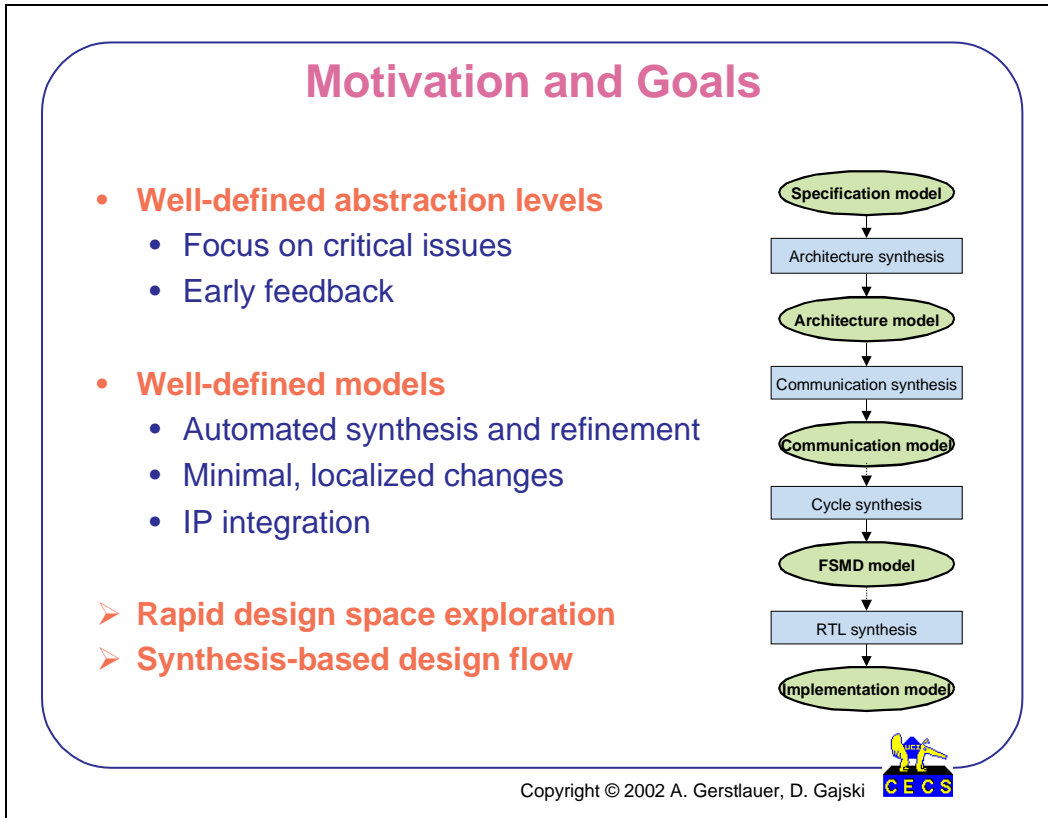 Motivation and Goals
• Well-defined abstraction levels
• Focus on critical issues
• Early feedback
• Well-defined models
• Automated synthesis and refinement
• Minimal, localized changes
• IP integration
➢ Rapid design space exploration
➢ Synthesis-based design flow
Specification model
Architecture synthesis
Architecture model
Communication synthesis
Communication model
Cycle synthesis
FSMD model
RTL synthesis
Implementation model
Copyright © 2002 A. Gerstlauer, D. Gajski
UCI
CECS